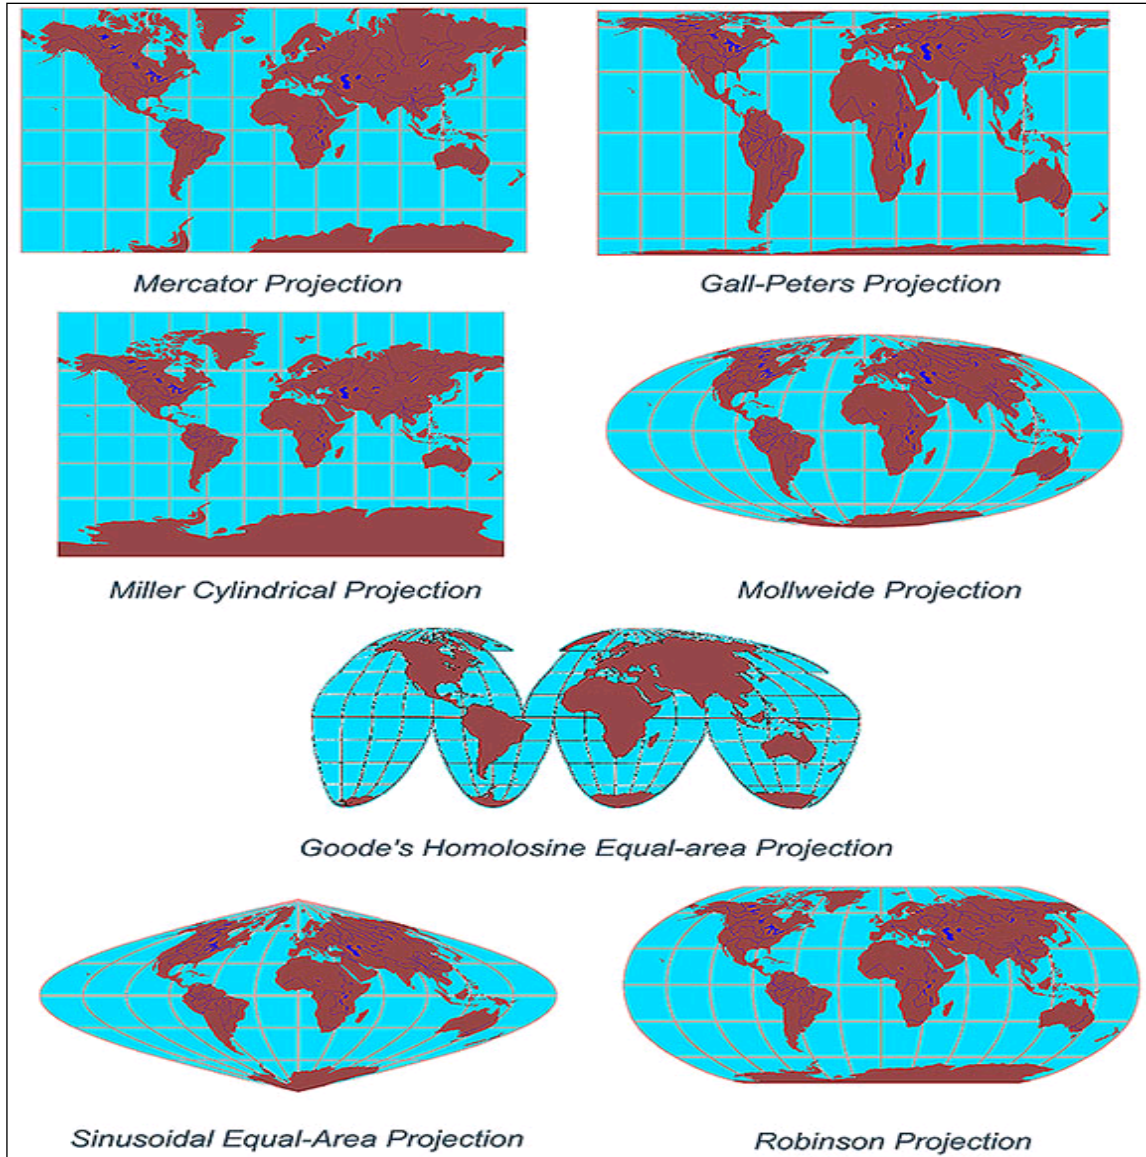 Mercator Projection
Gall-Peters Projection
Miller Cylindrical Projection
Mollweide Projection
Goode's Homolosine Equal-area Projection
Sinusoidal Equal-Area Projection
Robinson Projection